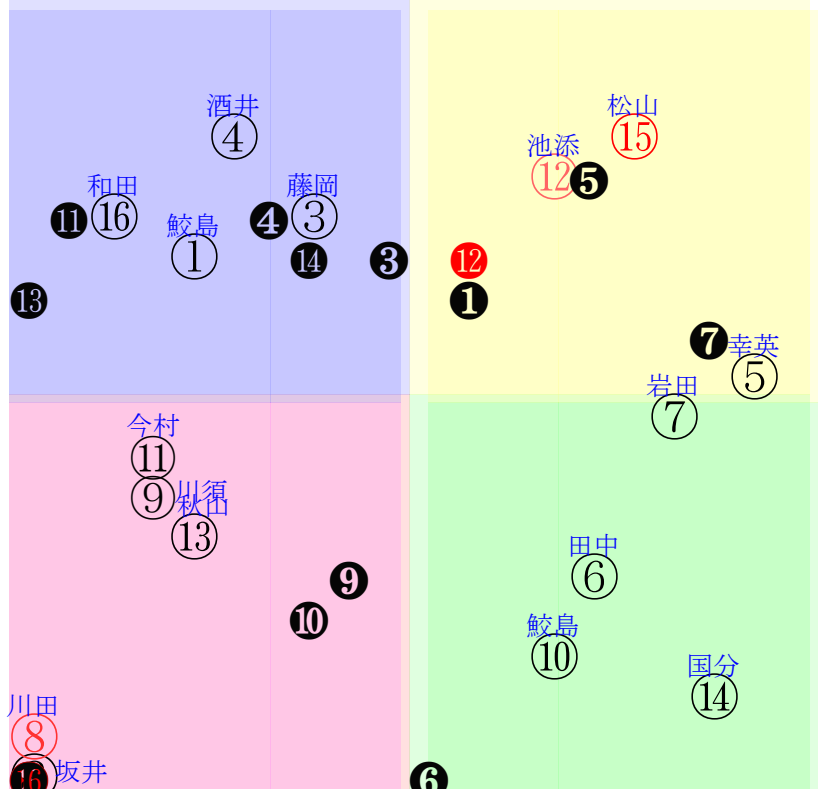 酒井
④
松山
⑮
池添
⑫
❺
和田
⑯
⓫
藤岡
③
❹
鮫島
①
⓮
❸
⓬
⓭
❶
❼
幸英
⑤
岩田
⑦
今村
⑪
⑨
川須
秋山
⑬
田中
⑥
❾
❿
鮫島
⑩
国分
⑭
川田
⑧
坂井
⓰
❻